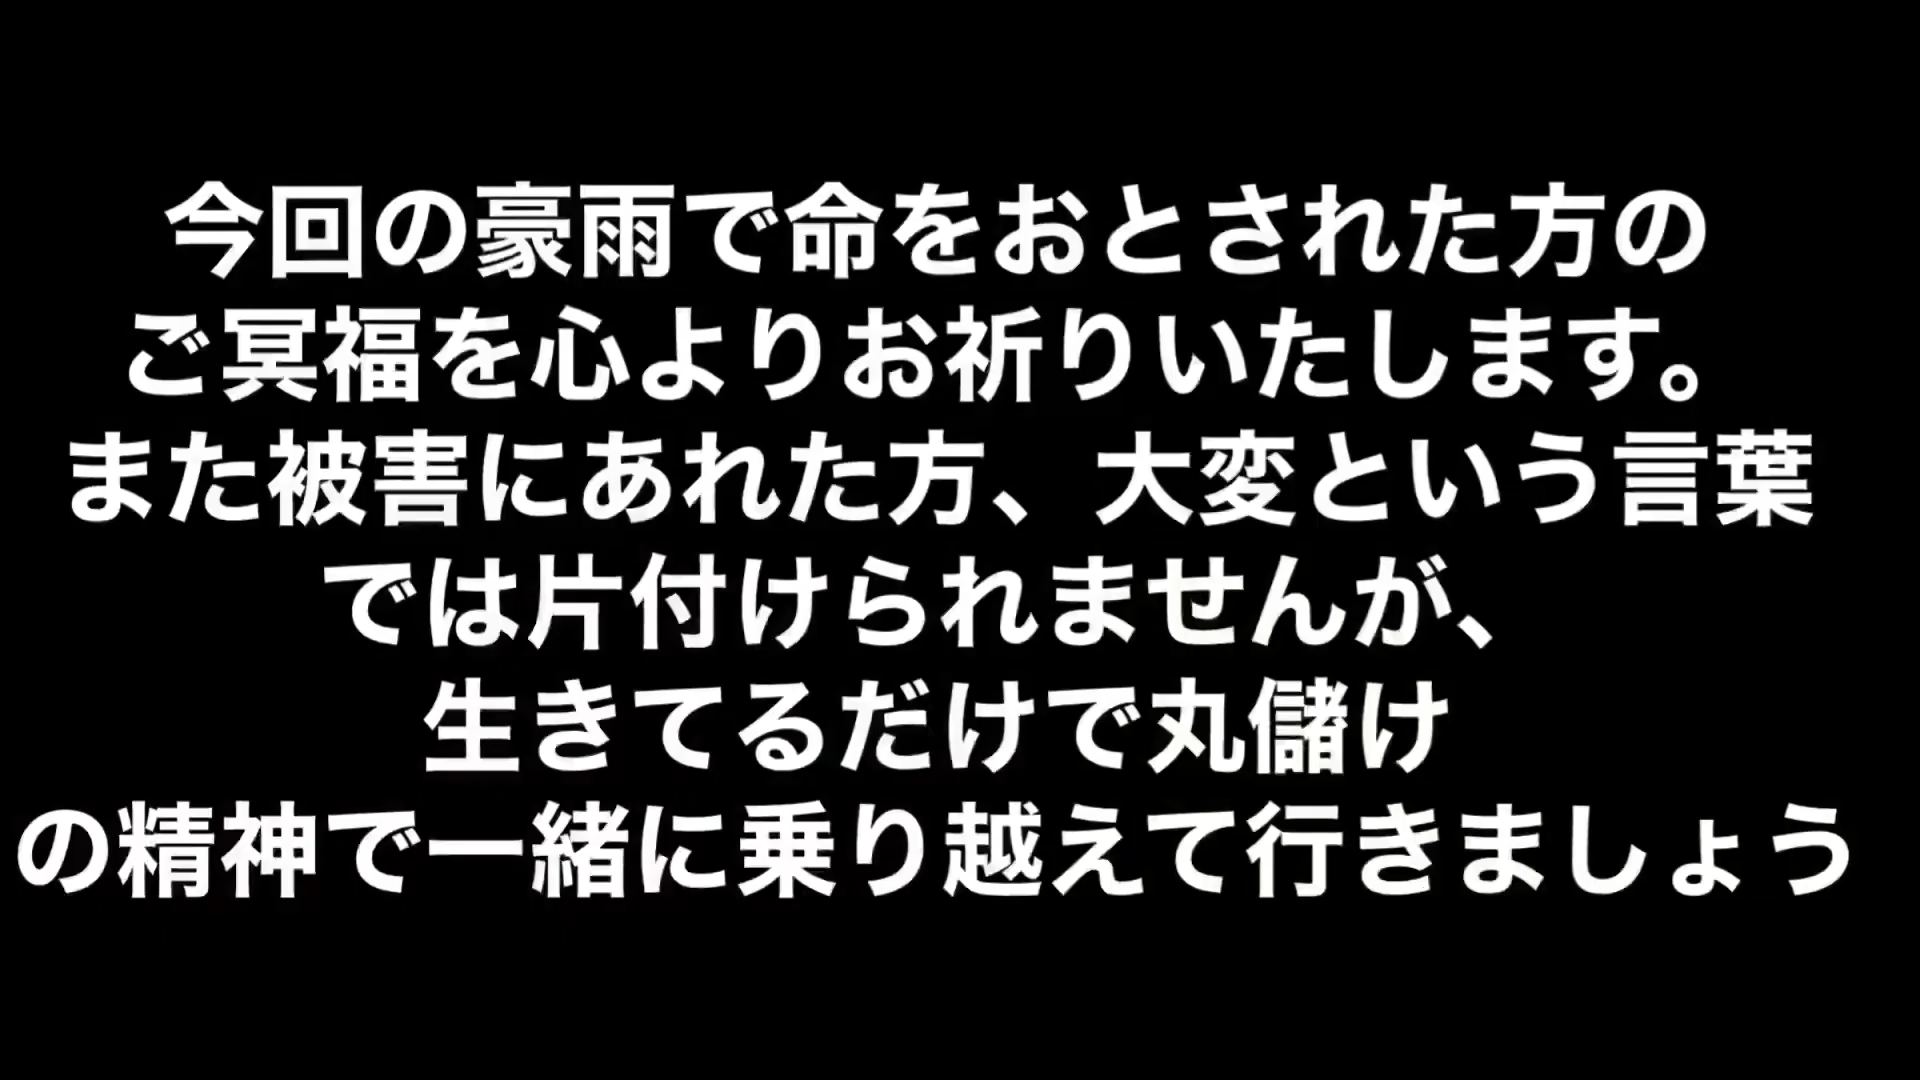 今回の豪雨で命をおとされた方の
ご冥福を心よりお祈りいたします。
また被害にあれた方、大変という言葉
では片付けられませんが、
生きてるだけで丸儲け
の精神で一緒に乗り越えて行きましょう